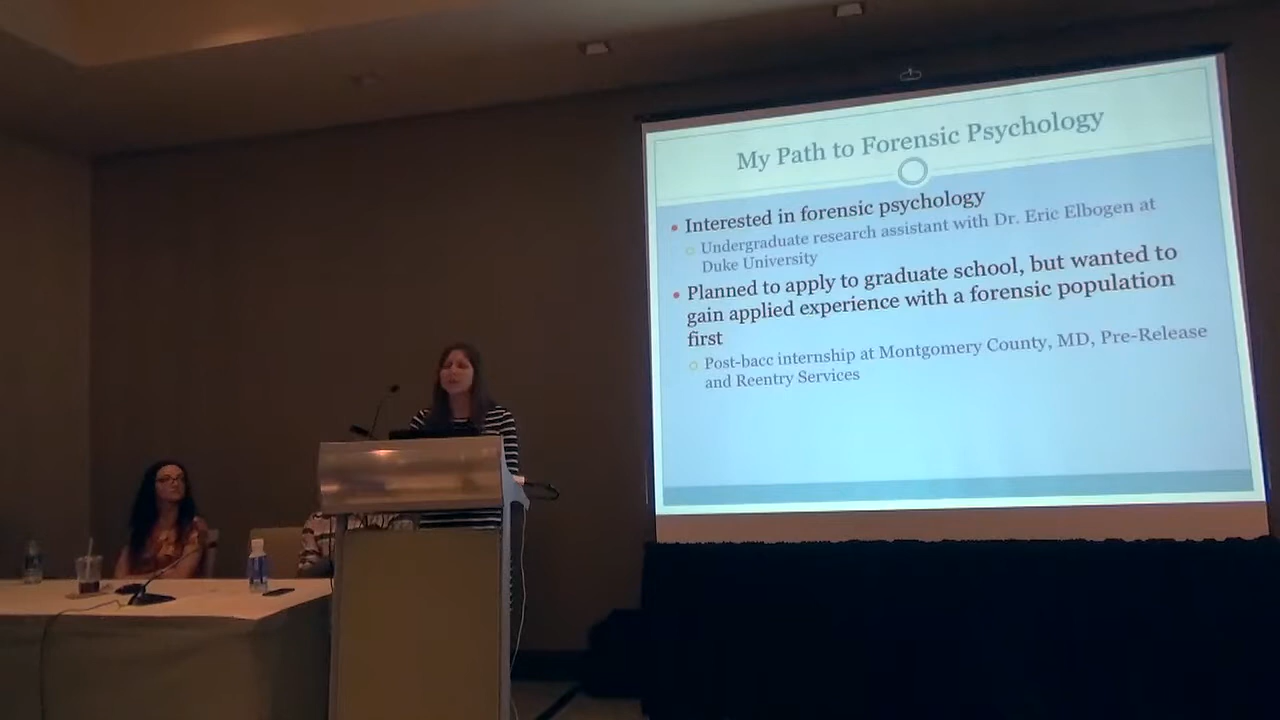 My Path to Forensic Psychology
• Interested in forensic psychology
○ Undergraduate research assistant with Dr. Eric Elbogen at
Duke University
• Planned to apply to graduate school, but wanted to
gain applied experience with a forensic population
first
○ Post-bacc internship at Montgomery County, MD, Pre-Release
and Reentry Services